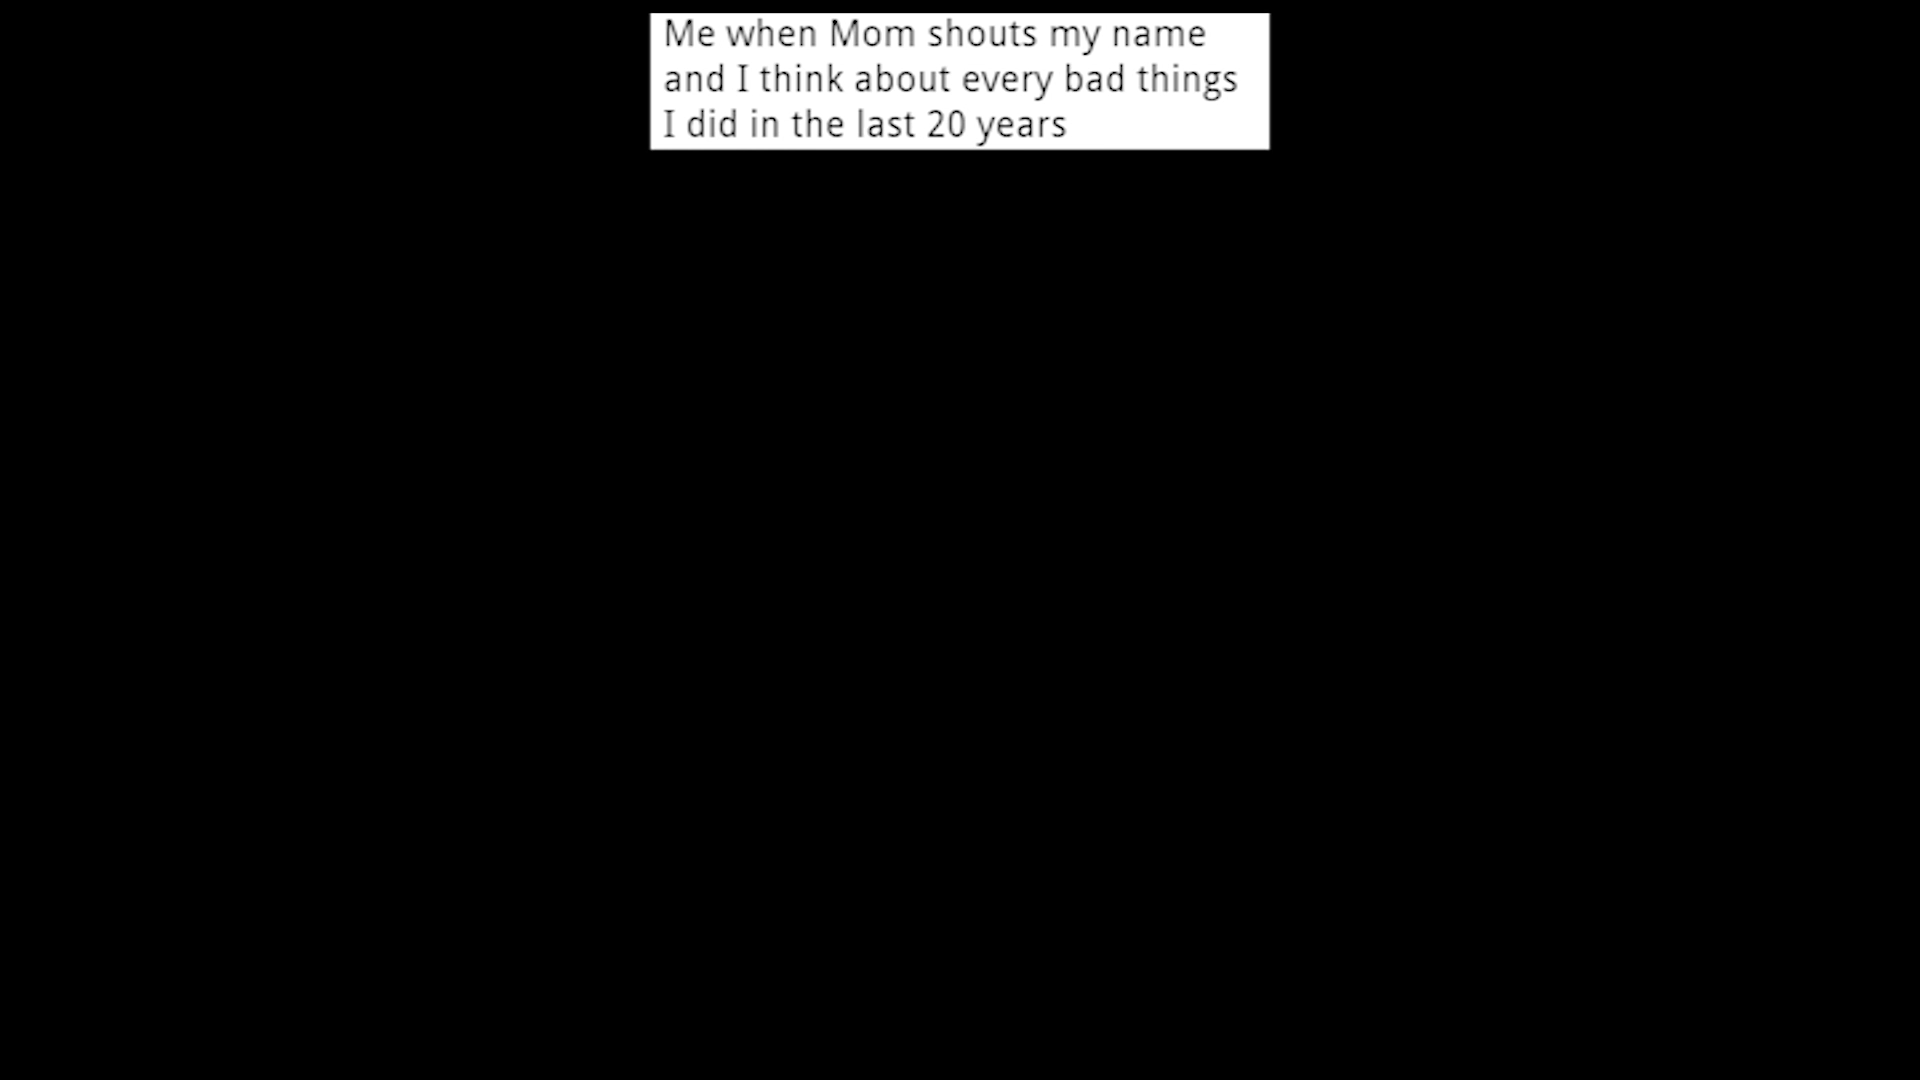 Me when Mom shouts my name
and I think about every bad things
I did in the last 20 years